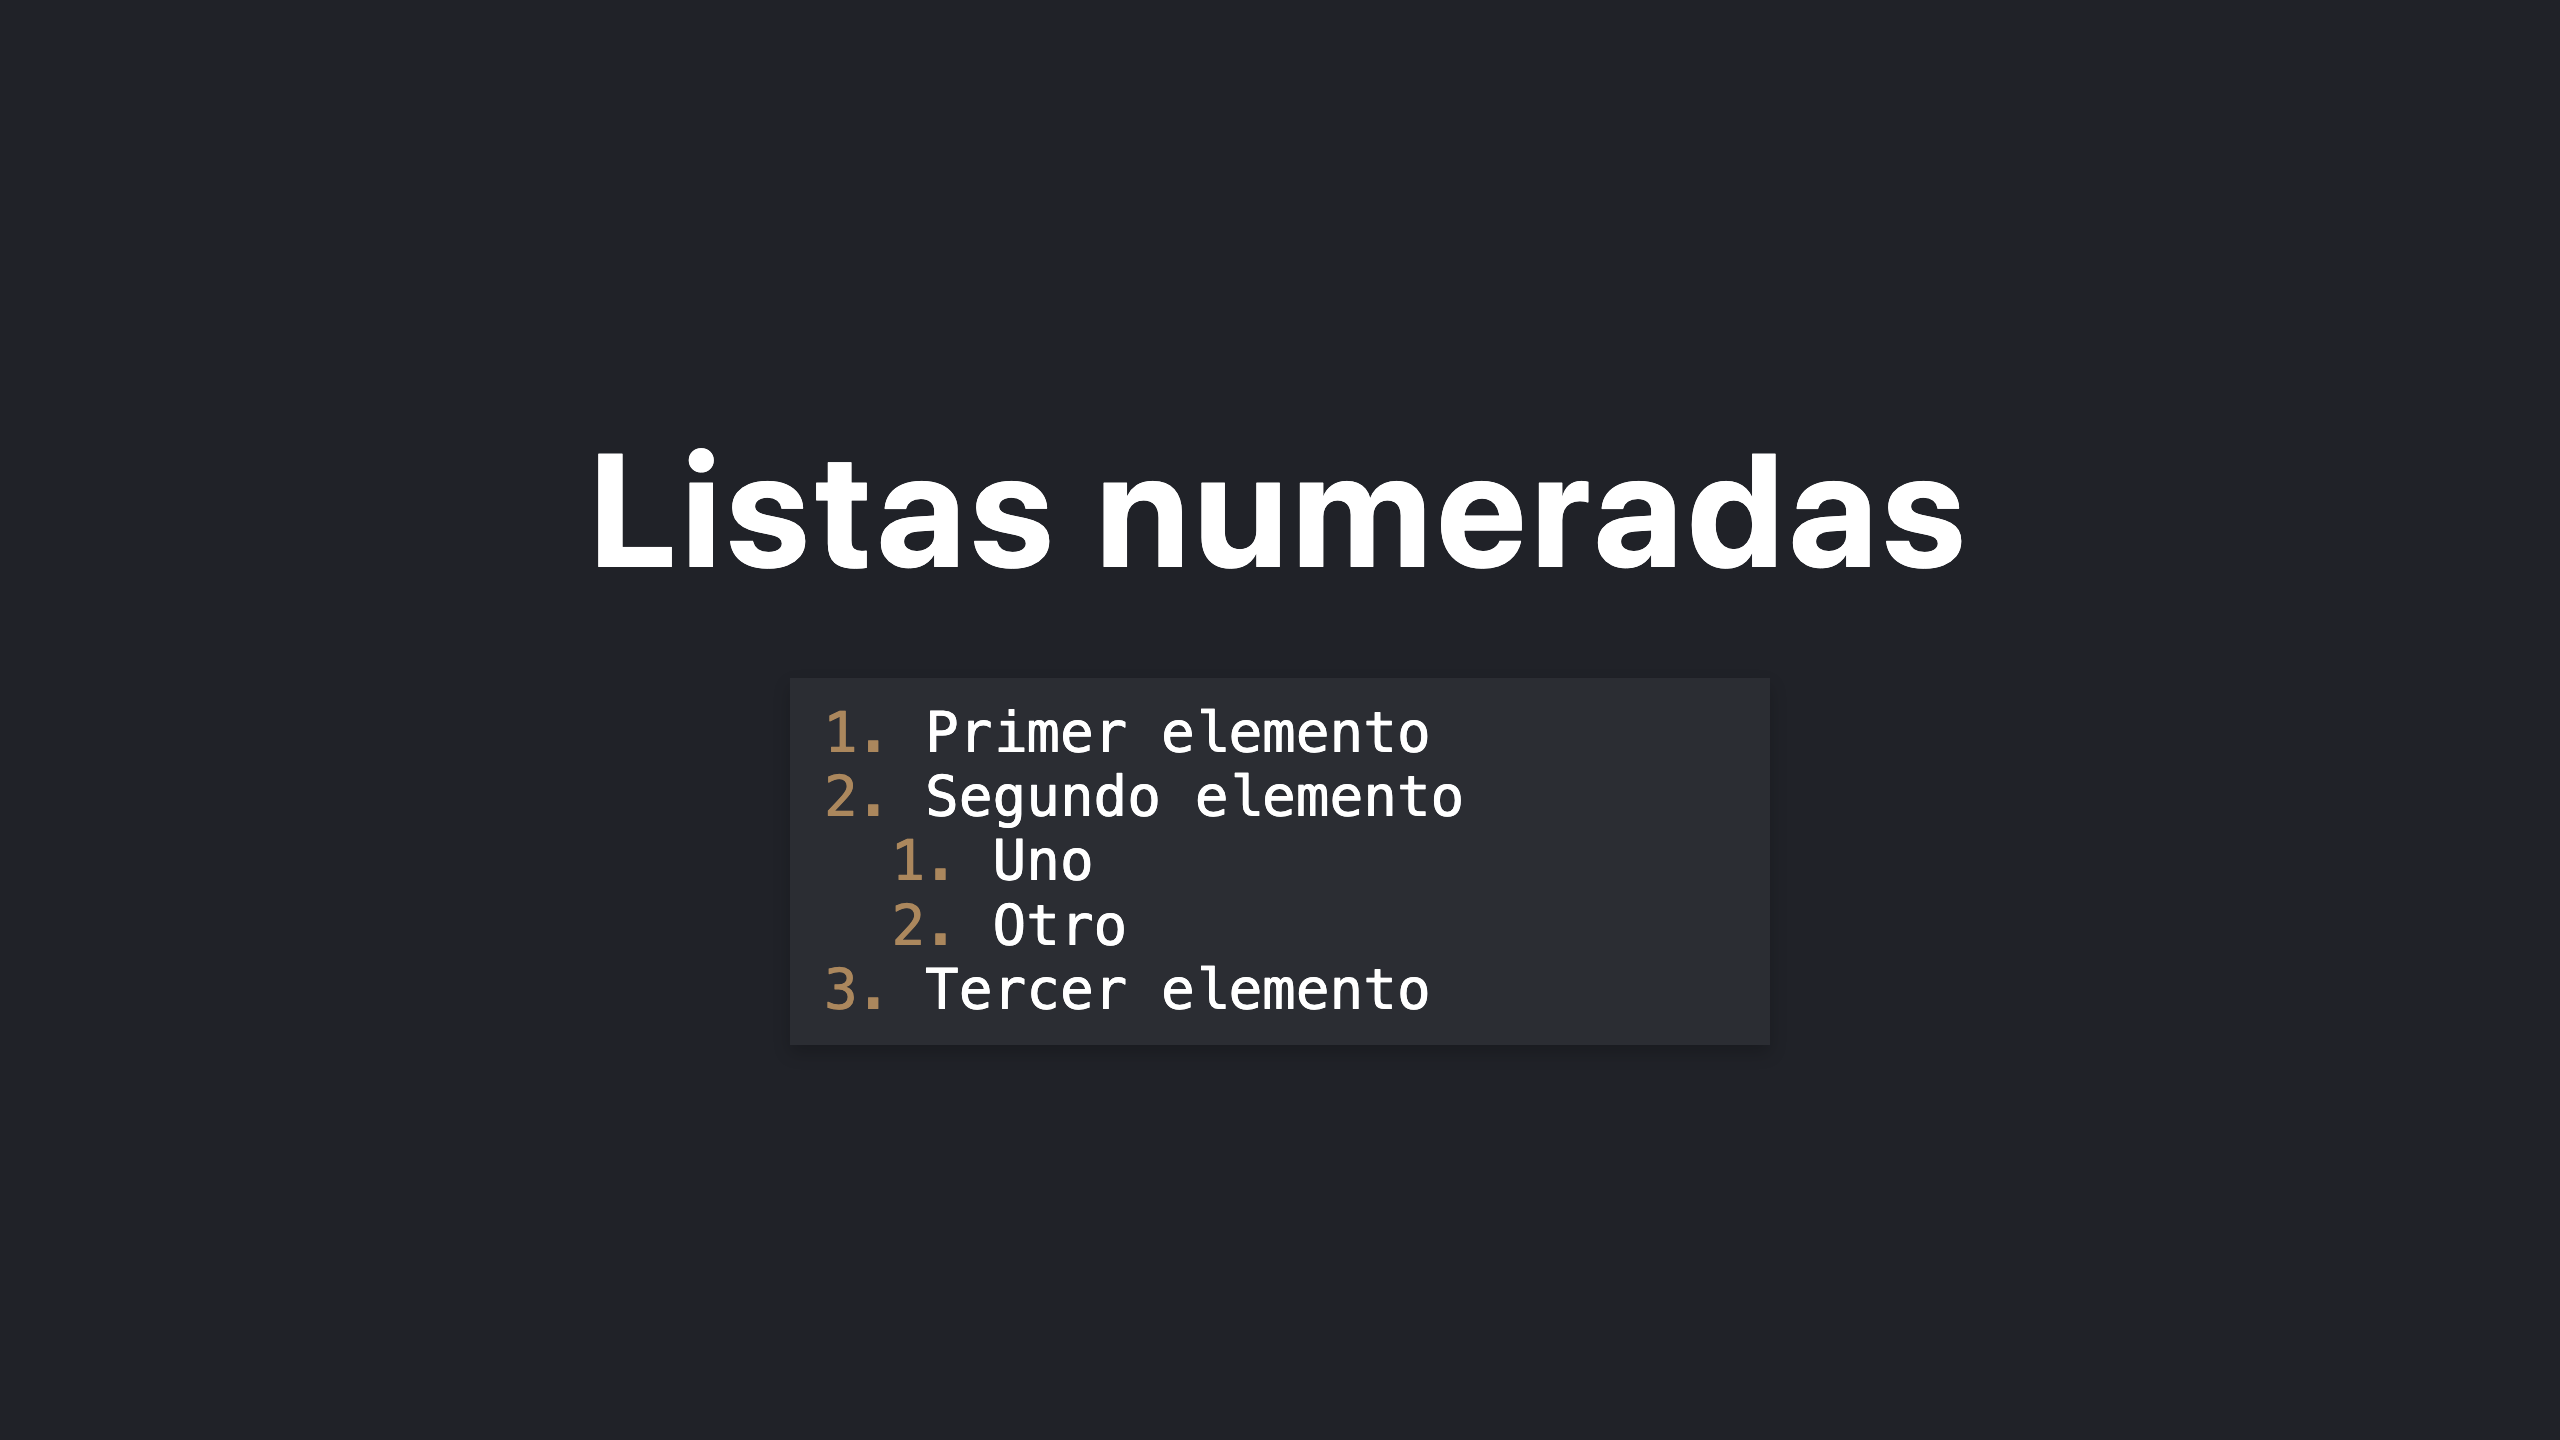 Listas numeradas
1. Primer elemento
2. Segundo elemento
  1. Uno
  2. Otro
3. Tercer elemento